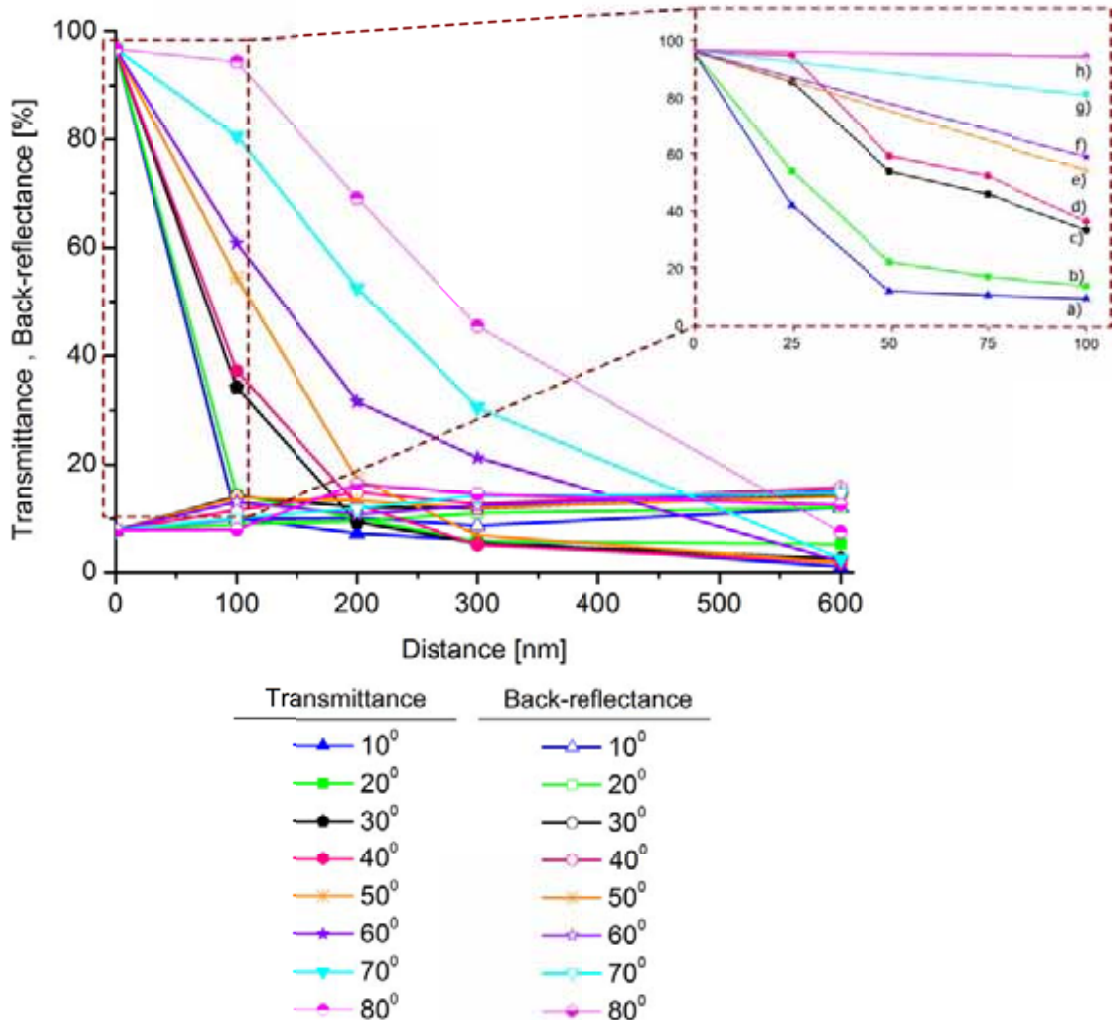 Transmittance , Back-reflectance [%]
100
80
60
40
20
0
0 100 200 300 400 500 600
Distance [nm]
100
80
60
40
20
0
0 25 50 75 100
h)
g)
f)
e)
d)
c)
b)
a)
Transmittance Back-reflectance
10⁰ 10⁰
20⁰ 20⁰
30⁰ 30⁰
40⁰ 40⁰
50⁰ 50⁰
60⁰ 60⁰
70⁰ 70⁰
80⁰ 80⁰